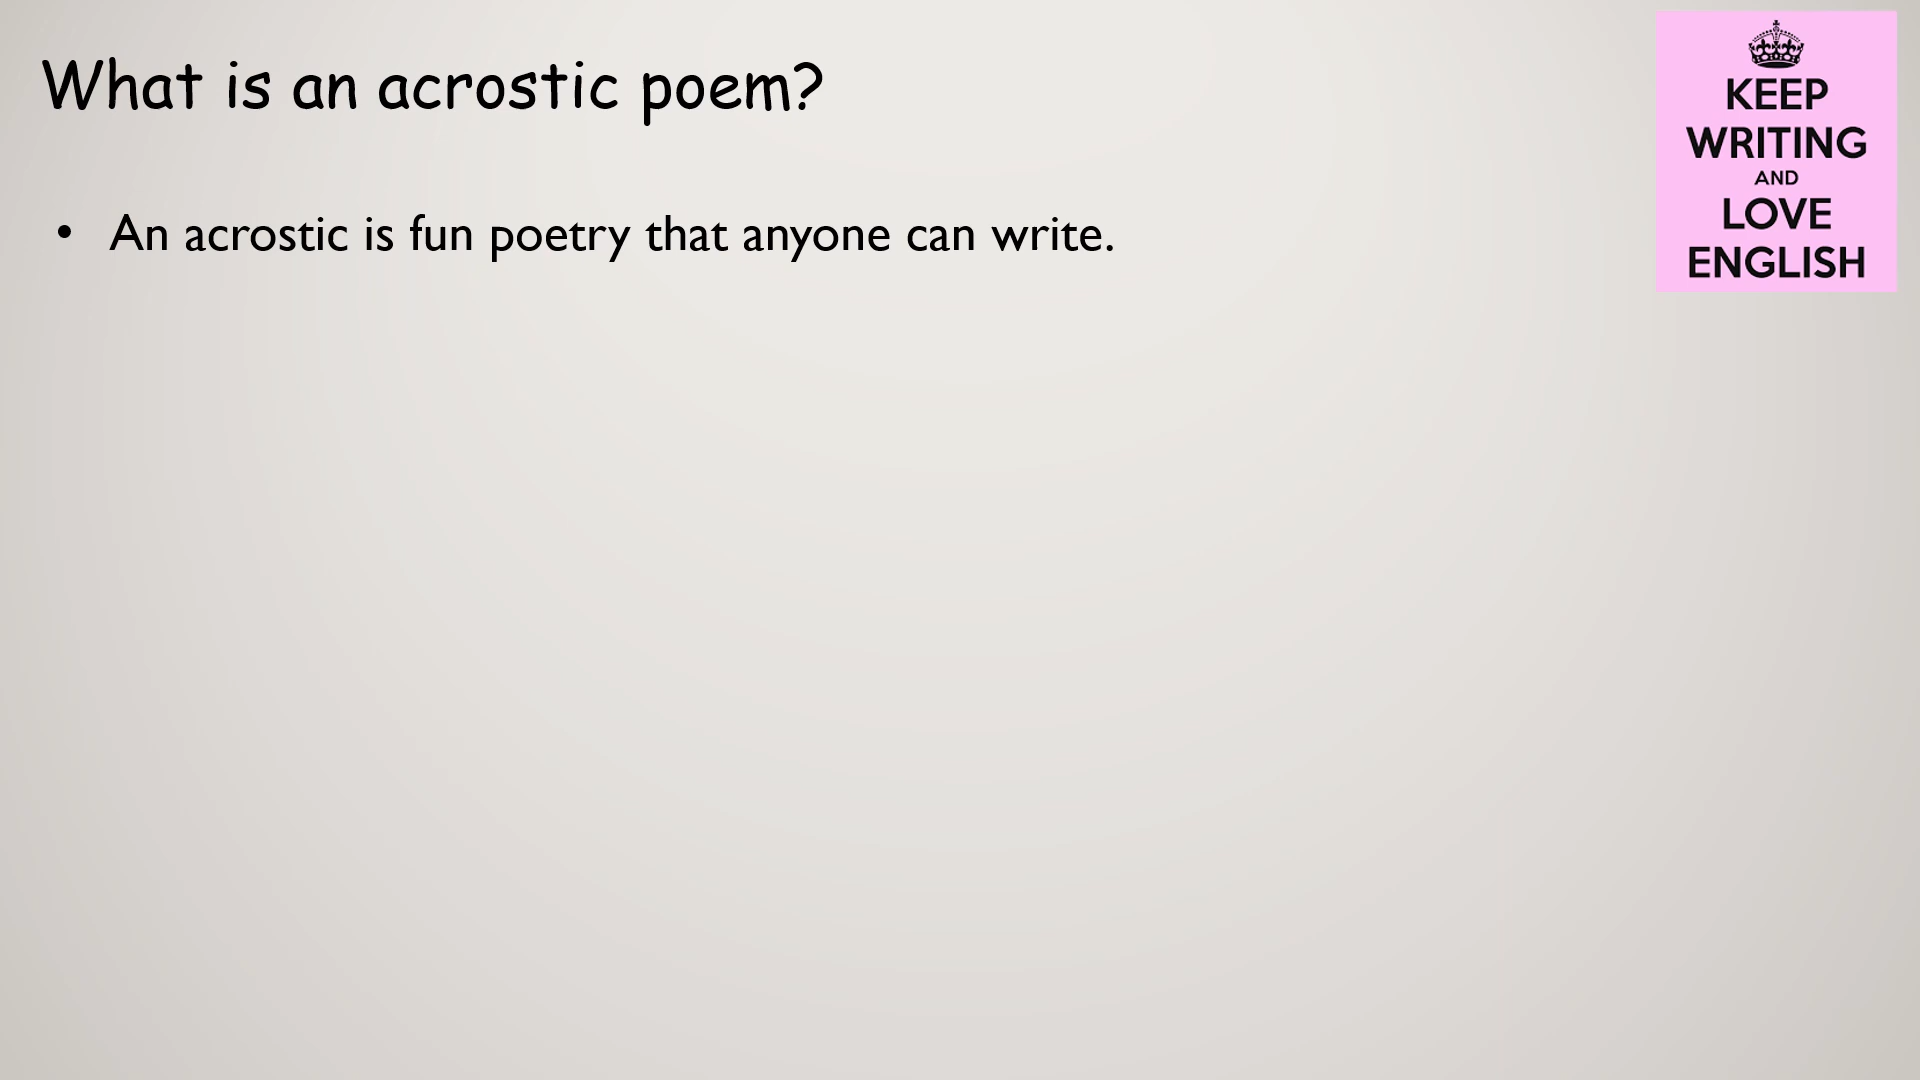 What is an acrostic poem?
• An acrostic is fun poetry that anyone can write.
KEEP
WRITING
AND
LOVE
ENGLISH